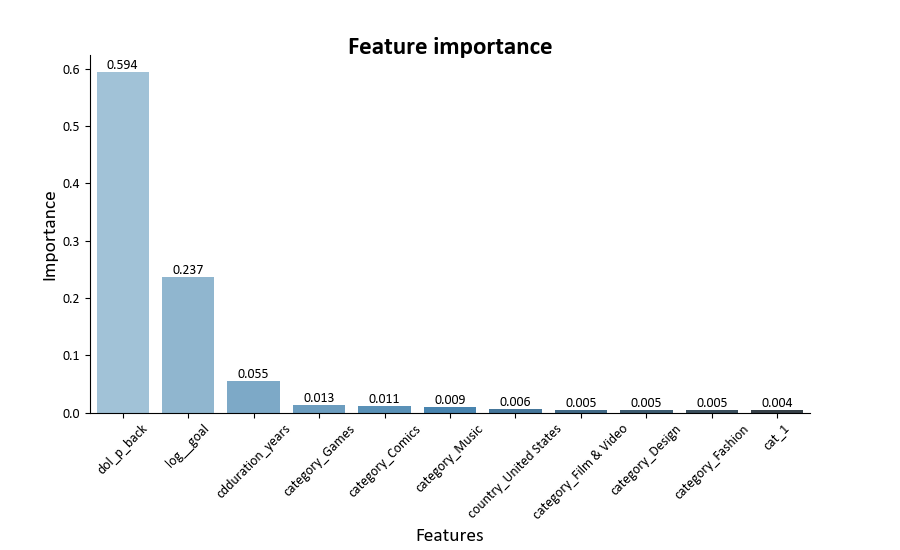 Feature importance
Importance
0.6
0.5
0.4
0.3
0.2
0.1
0.0
0.594
0.237
0.055
0.013
0.011
0.009
0.006
0.005
0.005
0.005
0.004
dol_p_back
log__goal
cdduration_years
category_Games
category_Comics
category_Music
country_United States
category_Film & Video
category_Design
category_Fashion
cat_1
Features